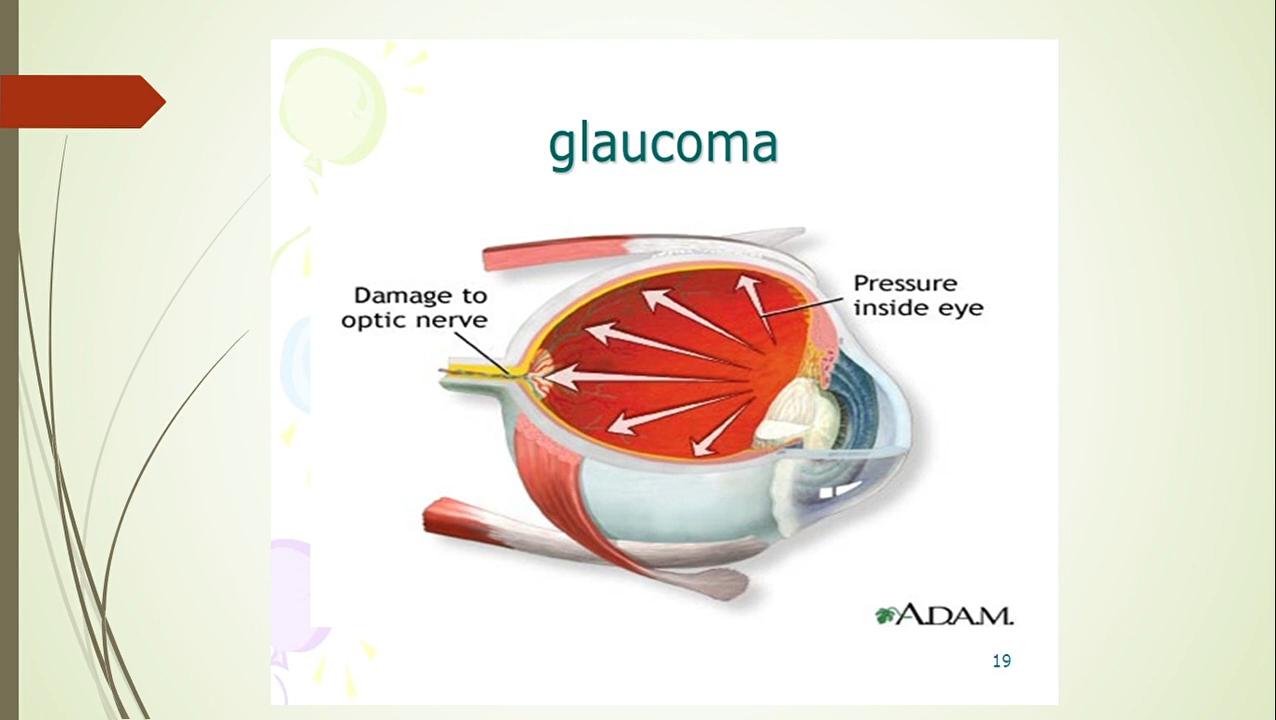 glaucoma
Damage to
optic nerve
Pressure
inside eye
A.D.A.M.
19